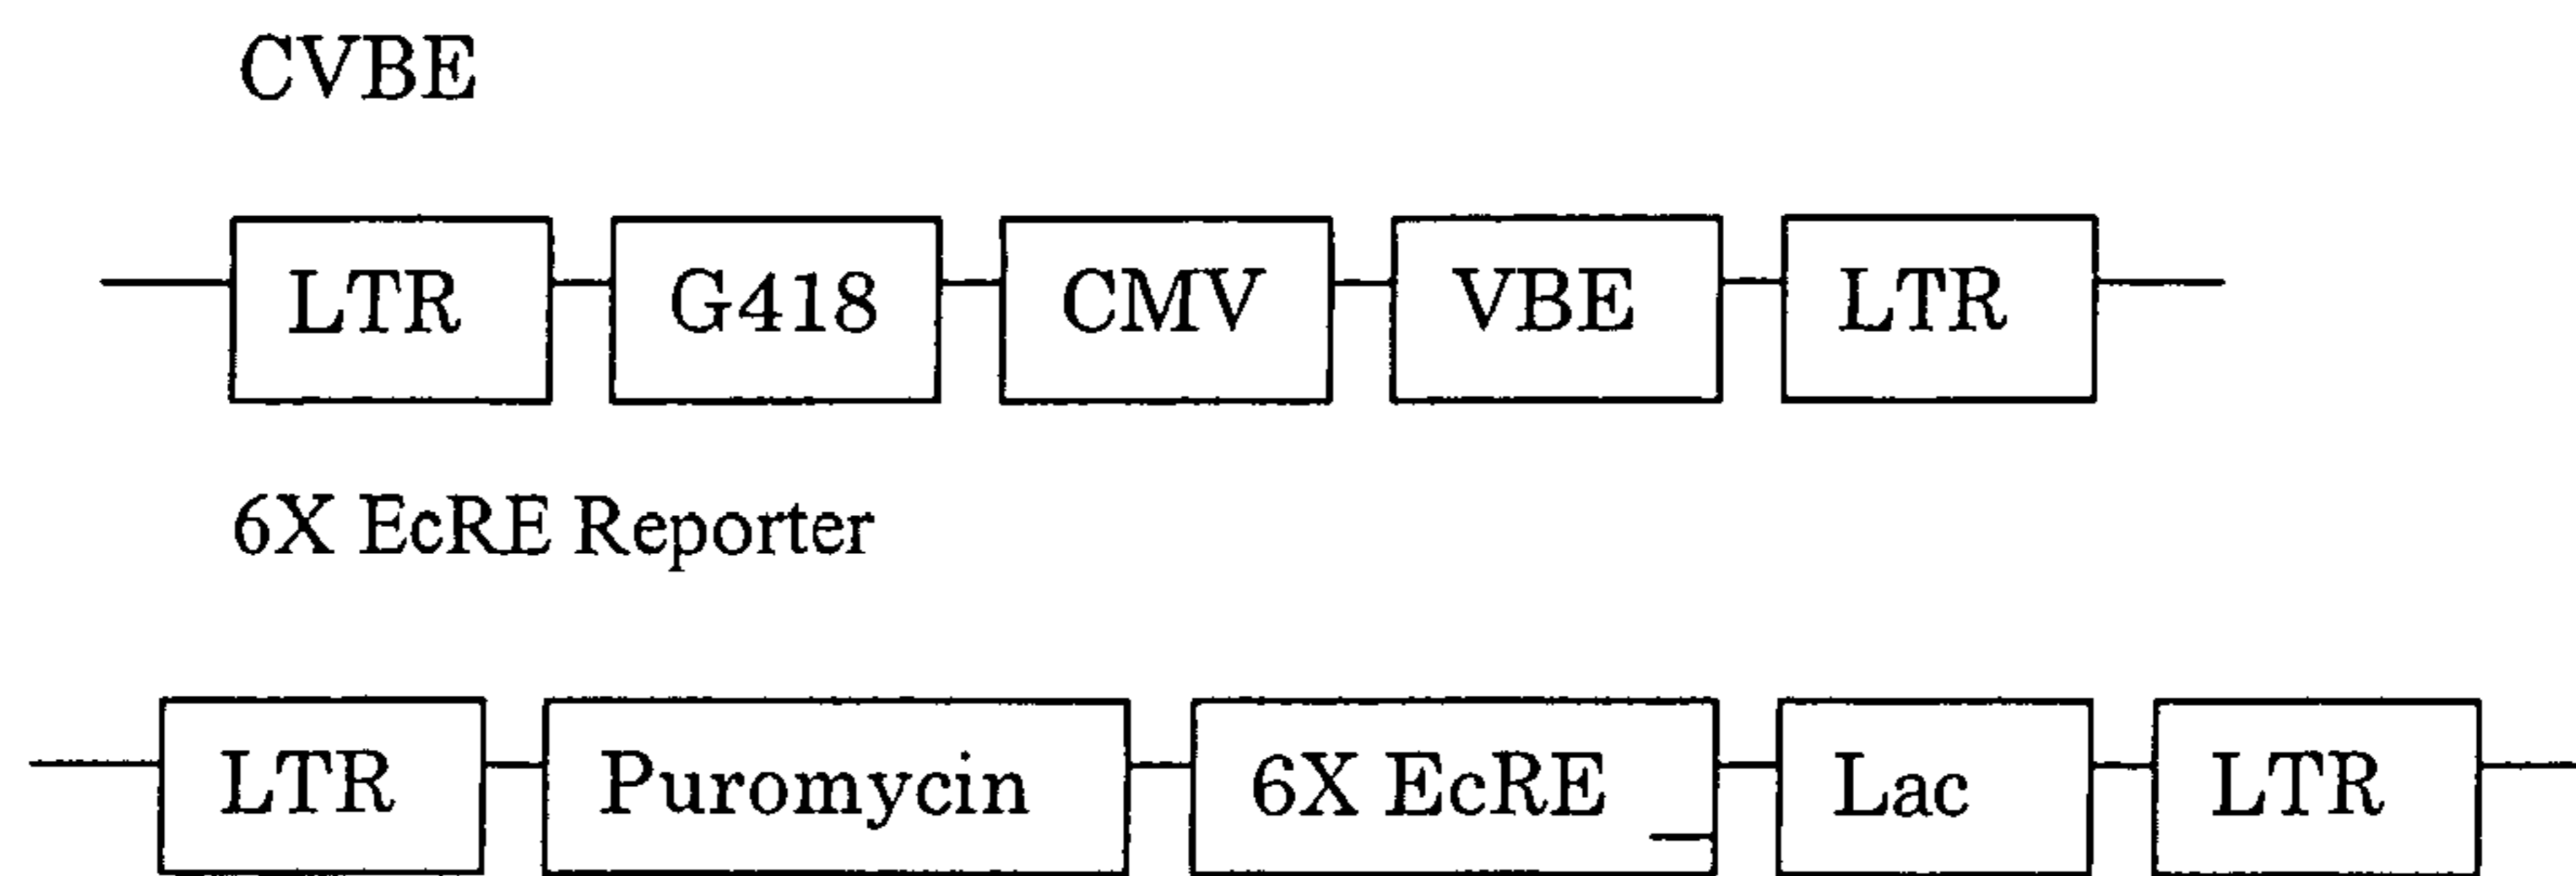 CVBE
LTR G418 CMV VBE LTR
6X EcRE Reporter
LTR Puromycin 6X EcRE Lac LTR